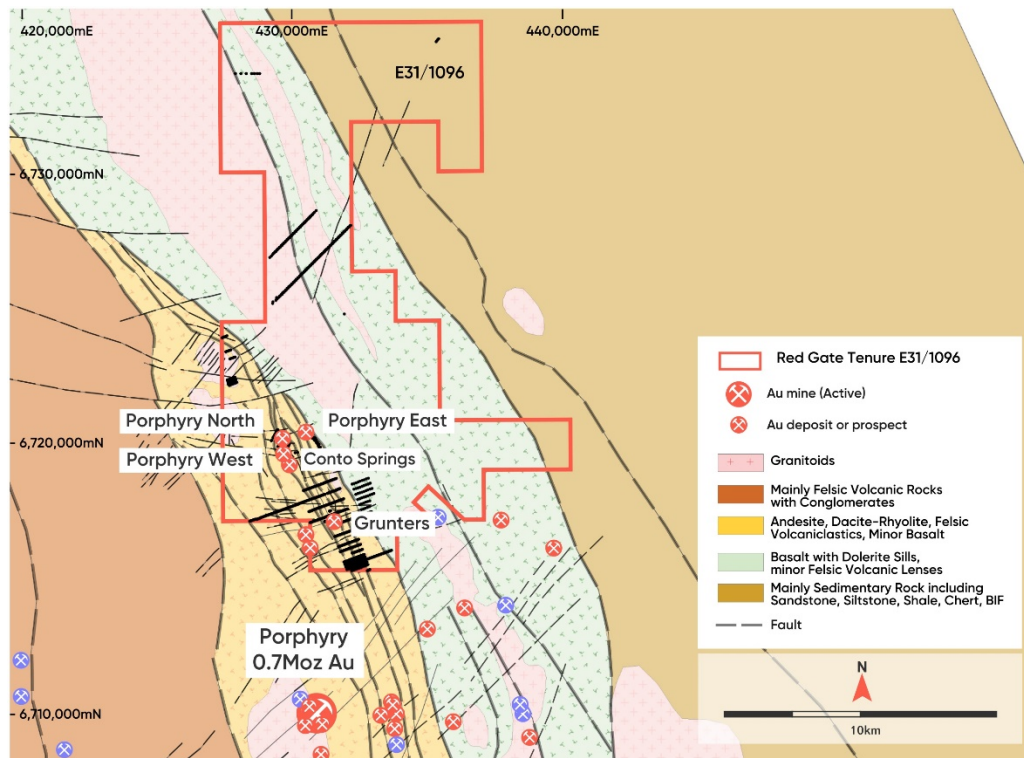 420,000mE
430,000mE
440,000mE
E31/1096
6,730,000mN
Porphyry North
Porphyry East
6,720,000mN
Porphyry West
Conto Springs
Grunters
Porphyry
0.7Moz Au
6,710,000mN
Red Gate Tenure E31/1096
Au mine (Active)
Au deposit or prospect
Granitoids
Mainly Felsic Volcanic Rocks
with Conglomerates
Andesite, Dacite-Rhyolite, Felsic
Volcaniclastics, Minor Basalt
Basalt with Dolerite Sills,
minor Felsic Volcanic Lenses
Mainly Sedimentary Rock including
Sandstone, Siltstone, Shale, Chert, BIF
Fault
N
10km